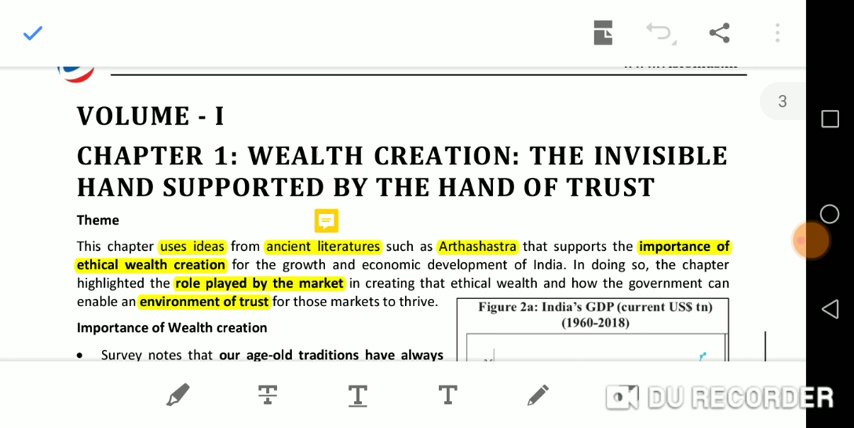 3
VOLUME - I
CHAPTER 1: WEALTH CREATION: THE INVISIBLE
HAND SUPPORTED BY THE HAND OF TRUST
Theme
This chapter uses ideas from ancient literatures such as Arthashastra that supports the importance of
ethical wealth creation for the growth and economic development of India. In doing so, the chapter
highlighted the role played by the market in creating that ethical wealth and how the government can
enable an environment of trust for those markets to thrive.
Figure 2a: India's GDP (current US$ tn)
(1960-2018)
Importance of Wealth creation
• Survey notes that our age-old traditions have always
T T T
DU RECORDER